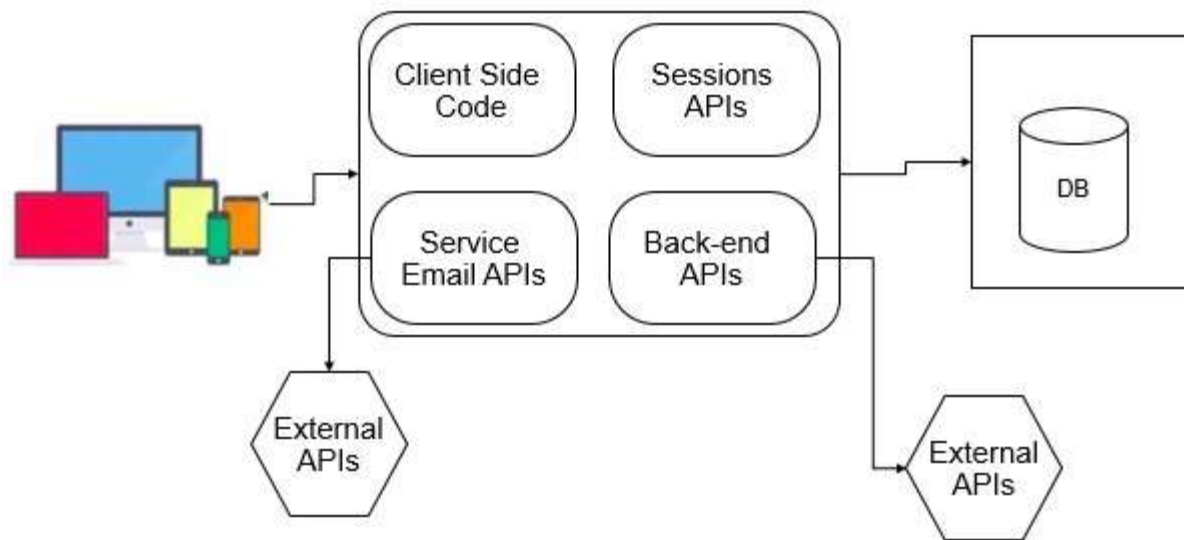 Client Side
Code
Sessions
APIs
Service
Email APIs
Back-end
APIs
DB
External
APIs
External
APIs